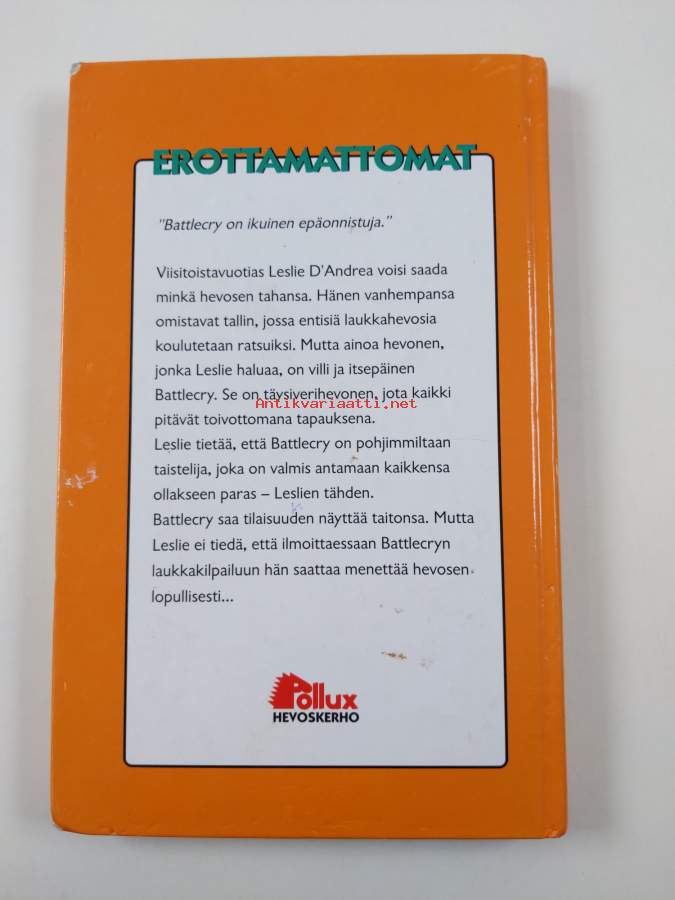 EROTTAMATTOMAT
"Battlecry on ikuinen epäonnistuja."
Viisitoistavuotias Leslie D'Andrea voisi saada
minkä hevosen tahansa. Hänen vanhempansa
omistavat tallin, jossa entisiä laukkahevosia
koulutetaan ratsuiksi. Mutta ainoa hevonen,
jonka Leslie haluaa, on villi ja itsepäinen
Battlecry. Se on täysiverihevonen, jota kaikki
Antikvariaatti.net
pitävät toivottomana tapauksena.
Leslie tietää, että Battlecry on pohjimmiltaan
taistelija, joka on valmis antamaan kaikkensa
ollakseen paras – Leslien tähden.
Battlecry saa tilaisuuden näyttää taitonsa. Mutta
Leslie ei tiedä, että ilmoittaessaan Battlecryn
laukkakilpailuun hän saattaa menettää hevosen
lopullisesti...
Pollux
HEVOSKERHO